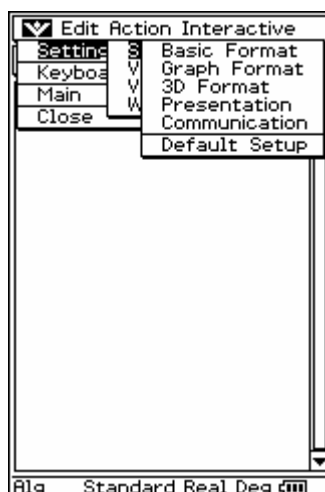 Edit Action Interactive
Setting S Basic Format
Keyboa V Graph Format
Main V 3D Format
Close W Presentation
Communication
Default Setup
Alg Standard Real Deg